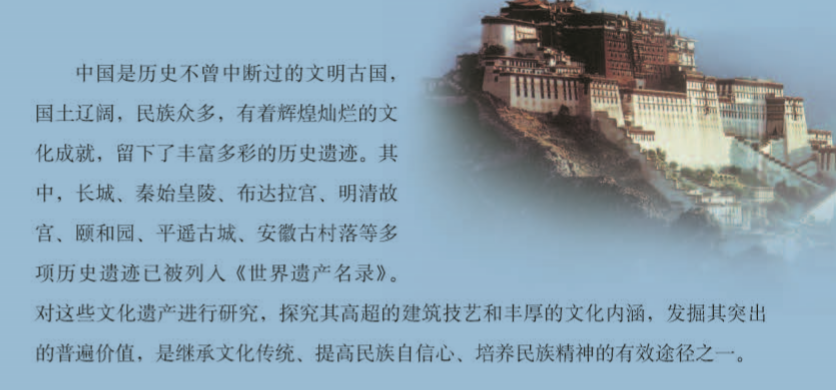 中国是历史不曾中断过的文明古国，
国土辽阔，民族众多，有着辉煌灿烂的文
化成就，留下了丰富多彩的历史遗迹。其
中，长城、秦始皇陵、布达拉宫、明清故
宫、颐和园、平遥古城、安徽古村落等多
项历史遗迹已被列入《世界遗产名录》。
对这些文化遗产进行研究，探究其高超的建筑技艺和丰厚的文化内涵，发掘其突出
的普遍价值，是继承文化传统、提高民族自信心、培养民族精神的有效途径之一。